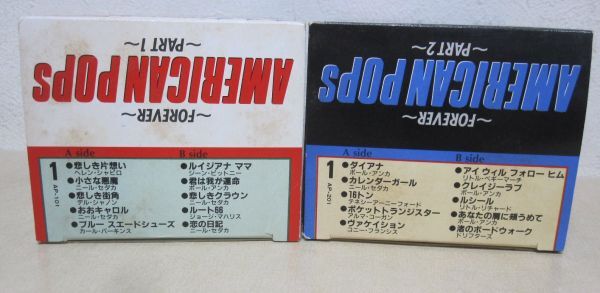 AMERICAN POPS
～FOREVER～
～PART 1～
1
AP-101
A side
●悲しき片想い
ヘレン・シャピロ
●小さな悪魔
ニール・セダカ
●悲しき街角
デル・シャノン
●おおキャロル
ニール・セダカ
●ブルー スエードシューズ
カール・パーキンス
B side
●ルイジアナ ママ
ジーン・ピットニー
●君は我が運命
ポール・アンカ
●悲しきクラウン
ニール・セダカ
●ルート66
ジョージ・マハリス
●恋の日記
ニール・セダカ
AMERICAN POPS
～FOREVER～
～PART 2～
1
AP-201
A side
●ダイアナ
ポール・アンカ
●カレンダーガール
ニール・セダカ
●16トン
テネシーアーニーフォード
●ポケットトランジスター
アルマ・コーガン
●ヴァケイション
コニー・フランシス
B side
●アイ ウィル フォロー ヒム
リトル・ペギーマーチ
●クレイジーラブ
ポール・アンカ
●ルシール
リトル・リチャード
●あなたの肩に頬うめて
ポール・アンカ
●渚のボードウォーク
ドリフターズ